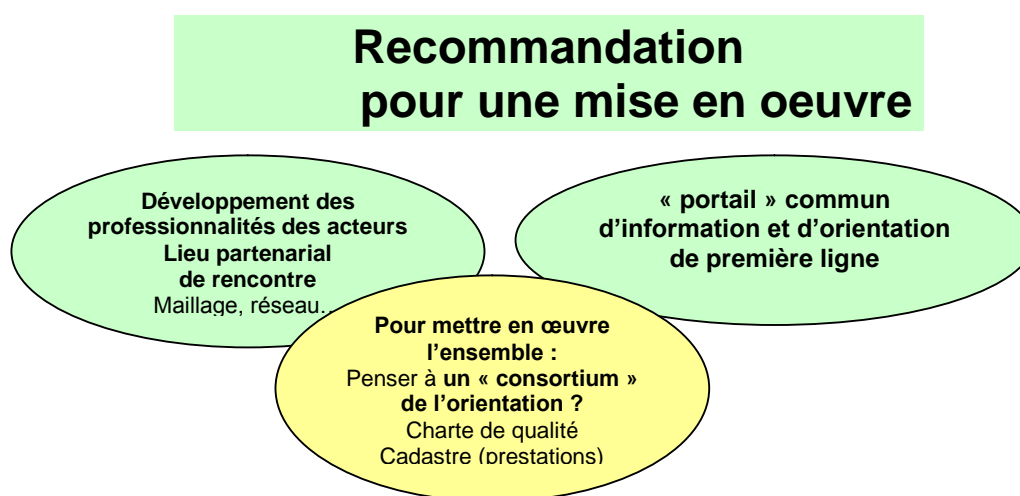 Recommandation
pour une mise en oeuvre
Développement des
professionnalités des acteurs
Lieu partenarial
de rencontre
Maillage, réseau…
« portail » commun
d’information et d’orientation
de première ligne
Pour mettre en œuvre
l’ensemble :
Penser à un « consortium »
de l’orientation ?
Charte de qualité
Cadastre (prestations)